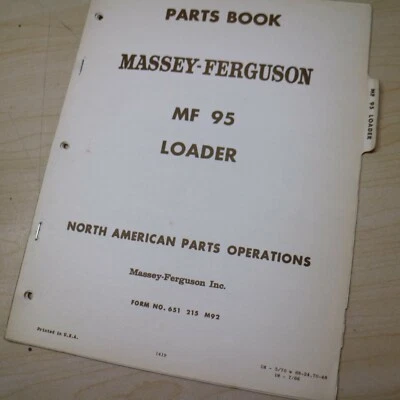 PARTS BOOK
MASSEY-FERGUSON
MF 95
LOADER
MF 95 LOADER
NORTH AMERICAN PARTS OPERATIONS
Massey-Ferguson Inc.
FORM NO. 651 215 M92
Printed in U.S.A.